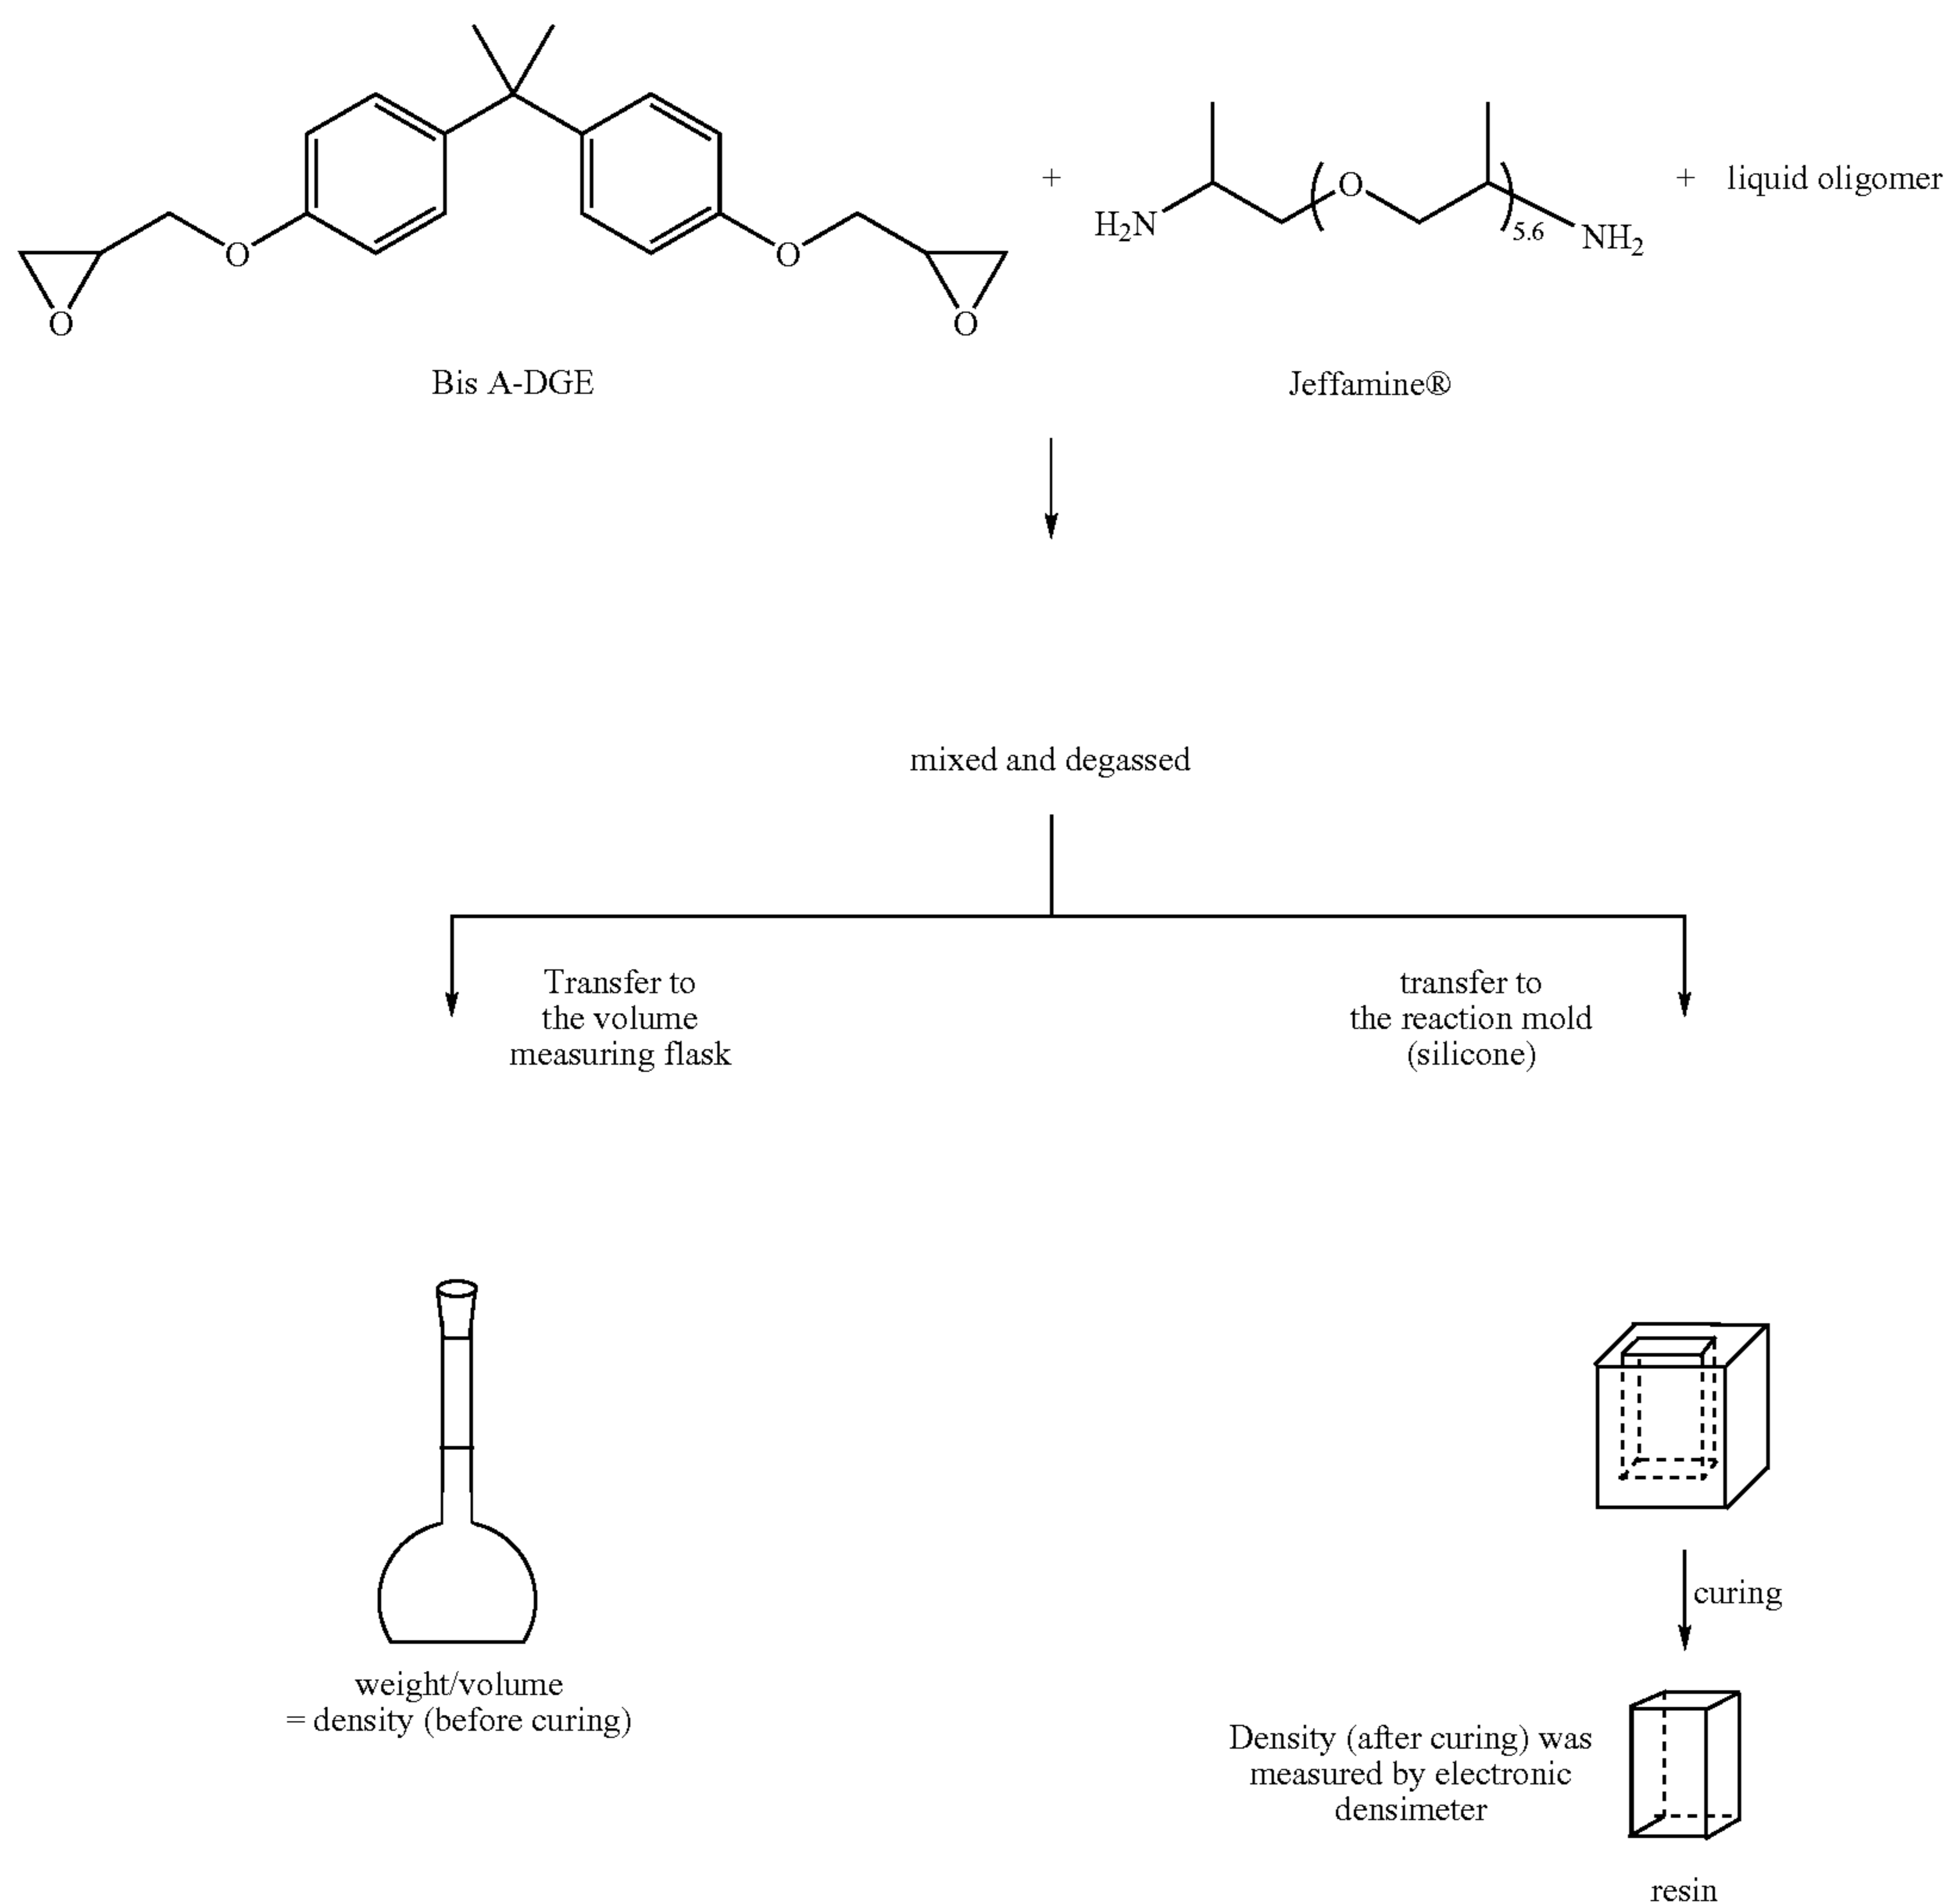 +
+ liquid oligomer
H₂N
O
5.6
NH₂
O
O
O
O
Bis A-DGE
Jeffamine®
mixed and degassed
Transfer to
the volume
measuring flask
transfer to
the reaction mold
(silicone)
curing
weight/volume
= density (before curing)
Density (after curing) was
measured by electronic
densimeter
resin